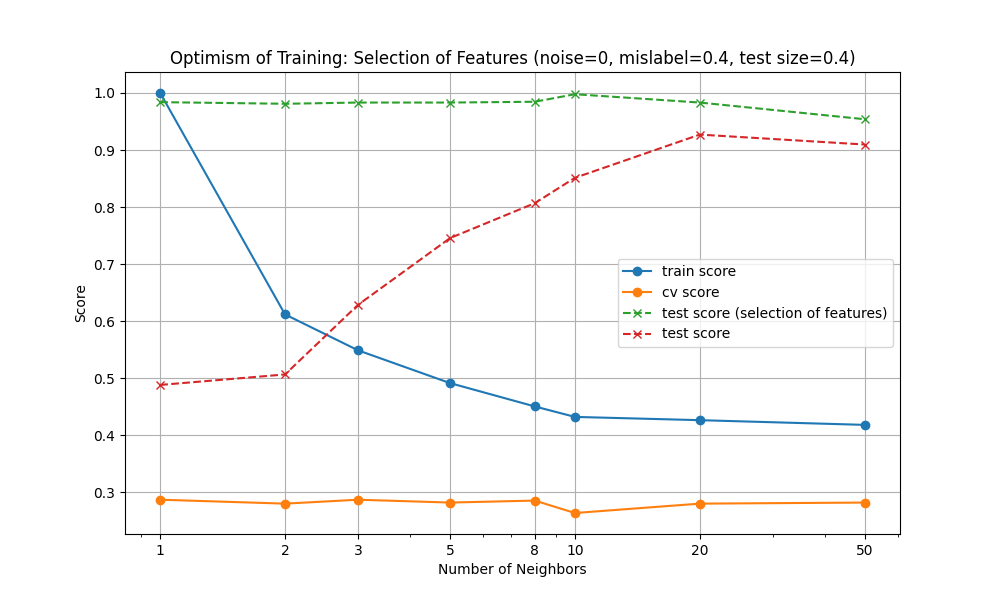 Optimism of Training: Selection of Features (noise=0, mislabel=0.4, test size=0.4)
1.0
0.9
0.8
0.7
0.6
0.5
0.4
0.3
Score
train score
cv score
test score (selection of features)
test score
1 2 3 5 8 10 20 50
Number of Neighbors